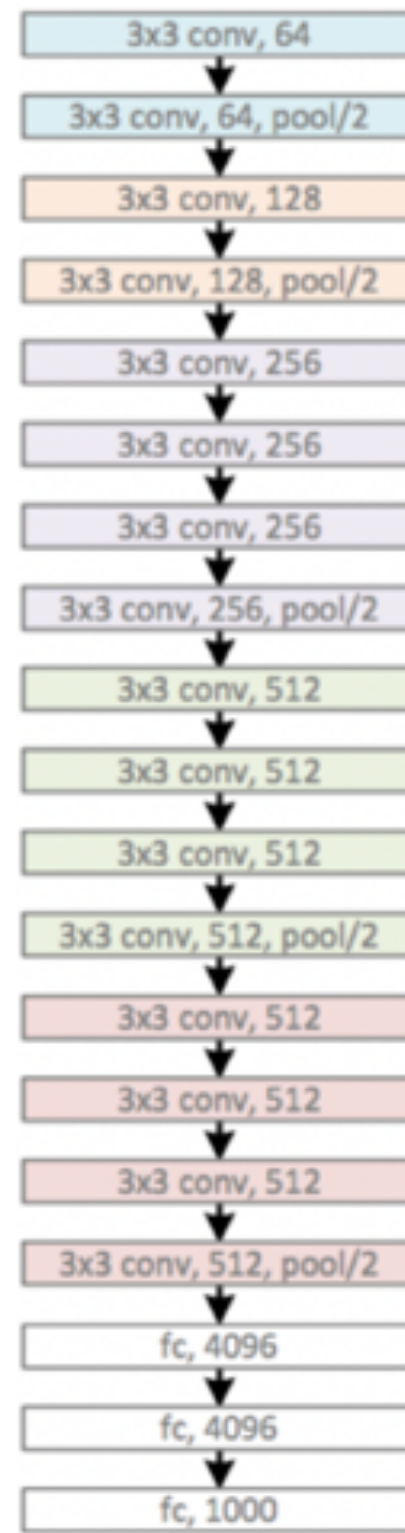 3x3 conv, 64
3x3 conv, 64, pool/2
3x3 conv, 128
3x3 conv, 128, pool/2
3x3 conv, 256
3x3 conv, 256
3x3 conv, 256
3x3 conv, 256, pool/2
3x3 conv, 512
3x3 conv, 512
3x3 conv, 512
3x3 conv, 512, pool/2
3x3 conv, 512
3x3 conv, 512
3x3 conv, 512
3x3 conv, 512, pool/2
fc, 4096
fc, 4096
fc, 1000